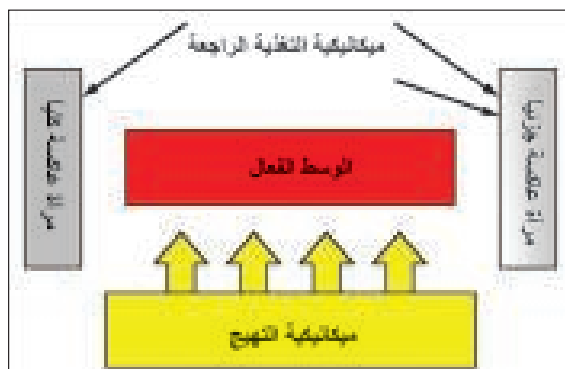 ميكانيكية التغذية الراجعة
مرآة عاكسة كليا
مرآة عاكسة جزئيا
الوسط الفعال
ميكانيكية التهيج